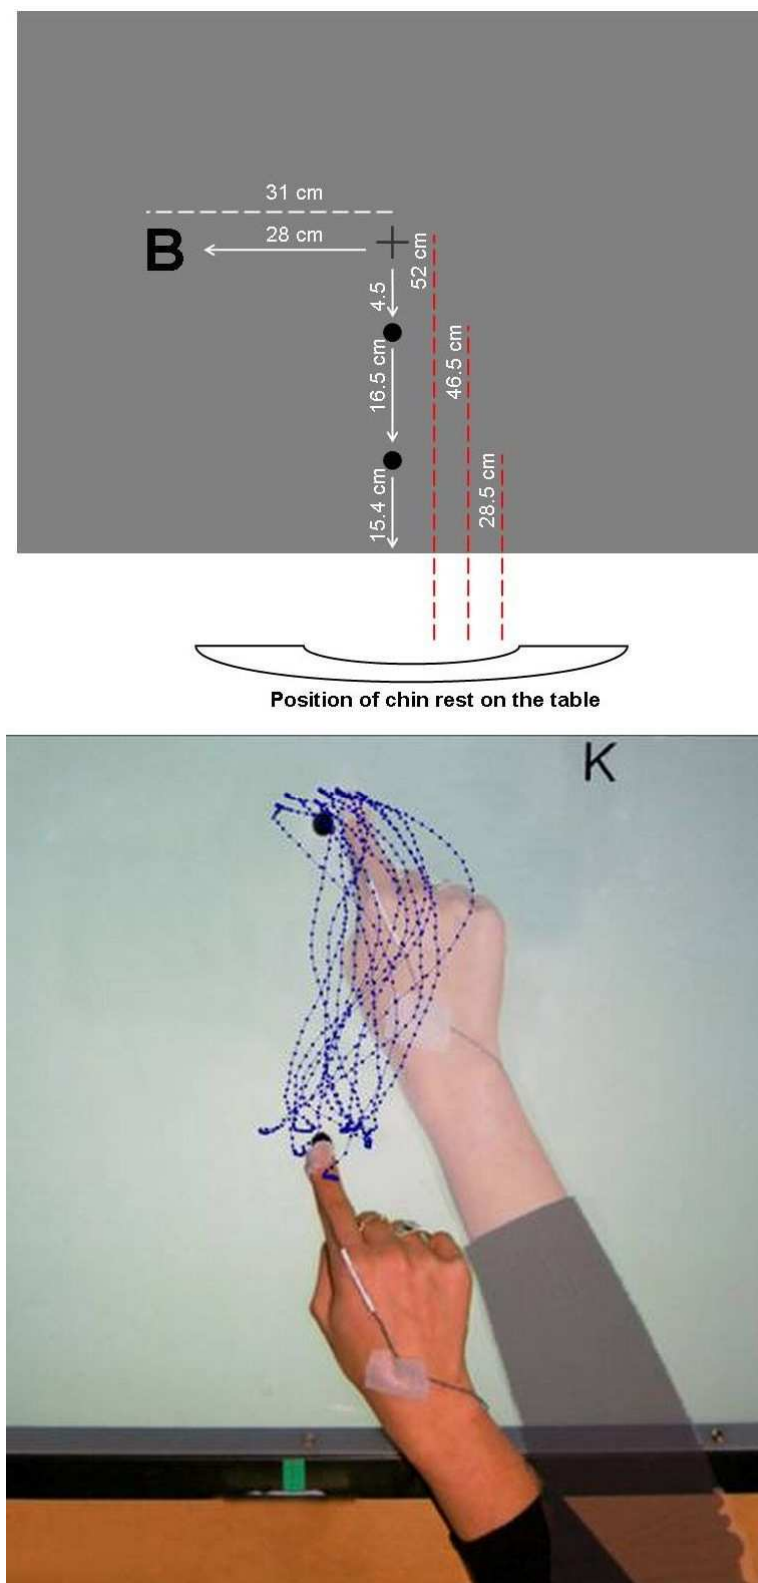 31 cm
B
28 cm
52 cm
4.5
16.5 cm
46.5 cm
15.4 cm
28.5 cm
Position of chin rest on the table
K